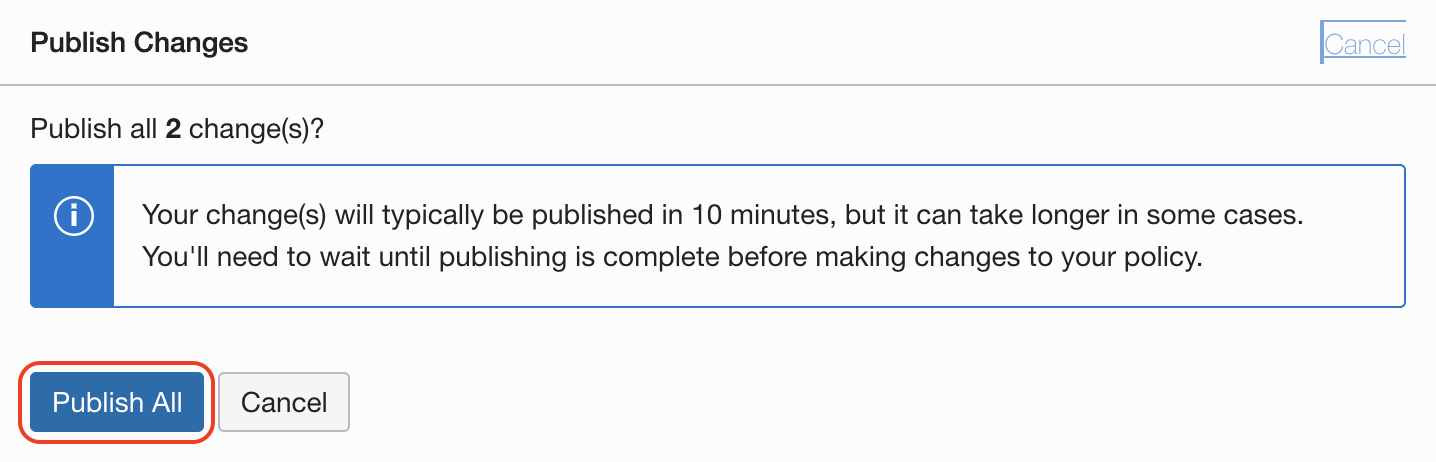 Publish Changes
Cancel
Publish all 2 change(s)?
Your change(s) will typically be published in 10 minutes, but it can take longer in some cases.
You'll need to wait until publishing is complete before making changes to your policy.
Publish All
Cancel